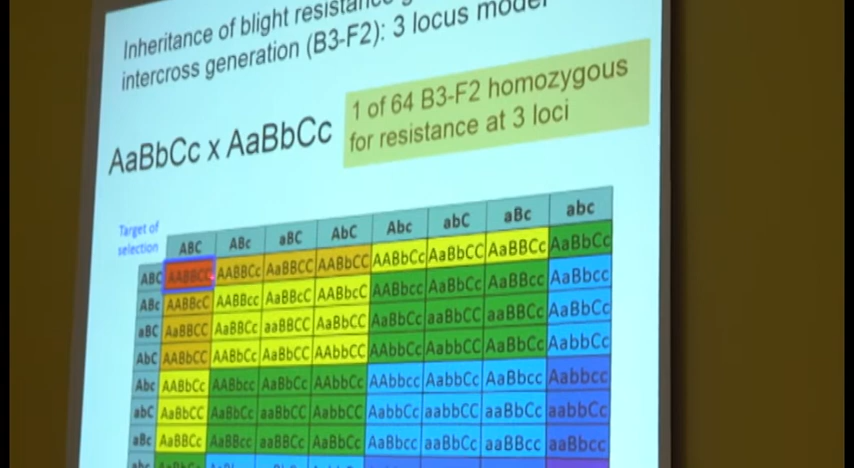 Inheritance of blight resistance
intercross generation (B3-F2): 3 locus model
AaBbCc x AaBbCc
1 of 64 B3-F2 homozygous
for resistance at 3 loci
Target of
selection
ABC ABc aBC AbC Abc abC aBc abc
ABC AABBCC AABBCc AaBBCC AABbCC AABbCc AaBbCC AaBBCc AaBbCc
ABc AABBcC AABBcc AaBBcC AABbcC AABbcc AaBbCc AaBBcc AaBbcc
aBC AaBBCC AaBBCc aaBBCC AaBbCC AaBbCc aaBbCC aaBBCc AaBbCc
AbC AABbCC AABbCc AaBbCC AAbbCC AAbbCc AabbCC AaBbCc AabbCc
Abc AABbCc AABbcc AaBbCc AAbbCc AAbbcc AabbCc AaBbcc Aabbcc
abC AaBbCC AaBbCc aaBbCC AabbCC AabbCc aabbCC aaBbCc aabbCc
aBc AaBBCc AaBBcc aaBBCc AaBbCc AaBbcc aaBbCc aaBBcc aaBbcc
abc AaBbCc